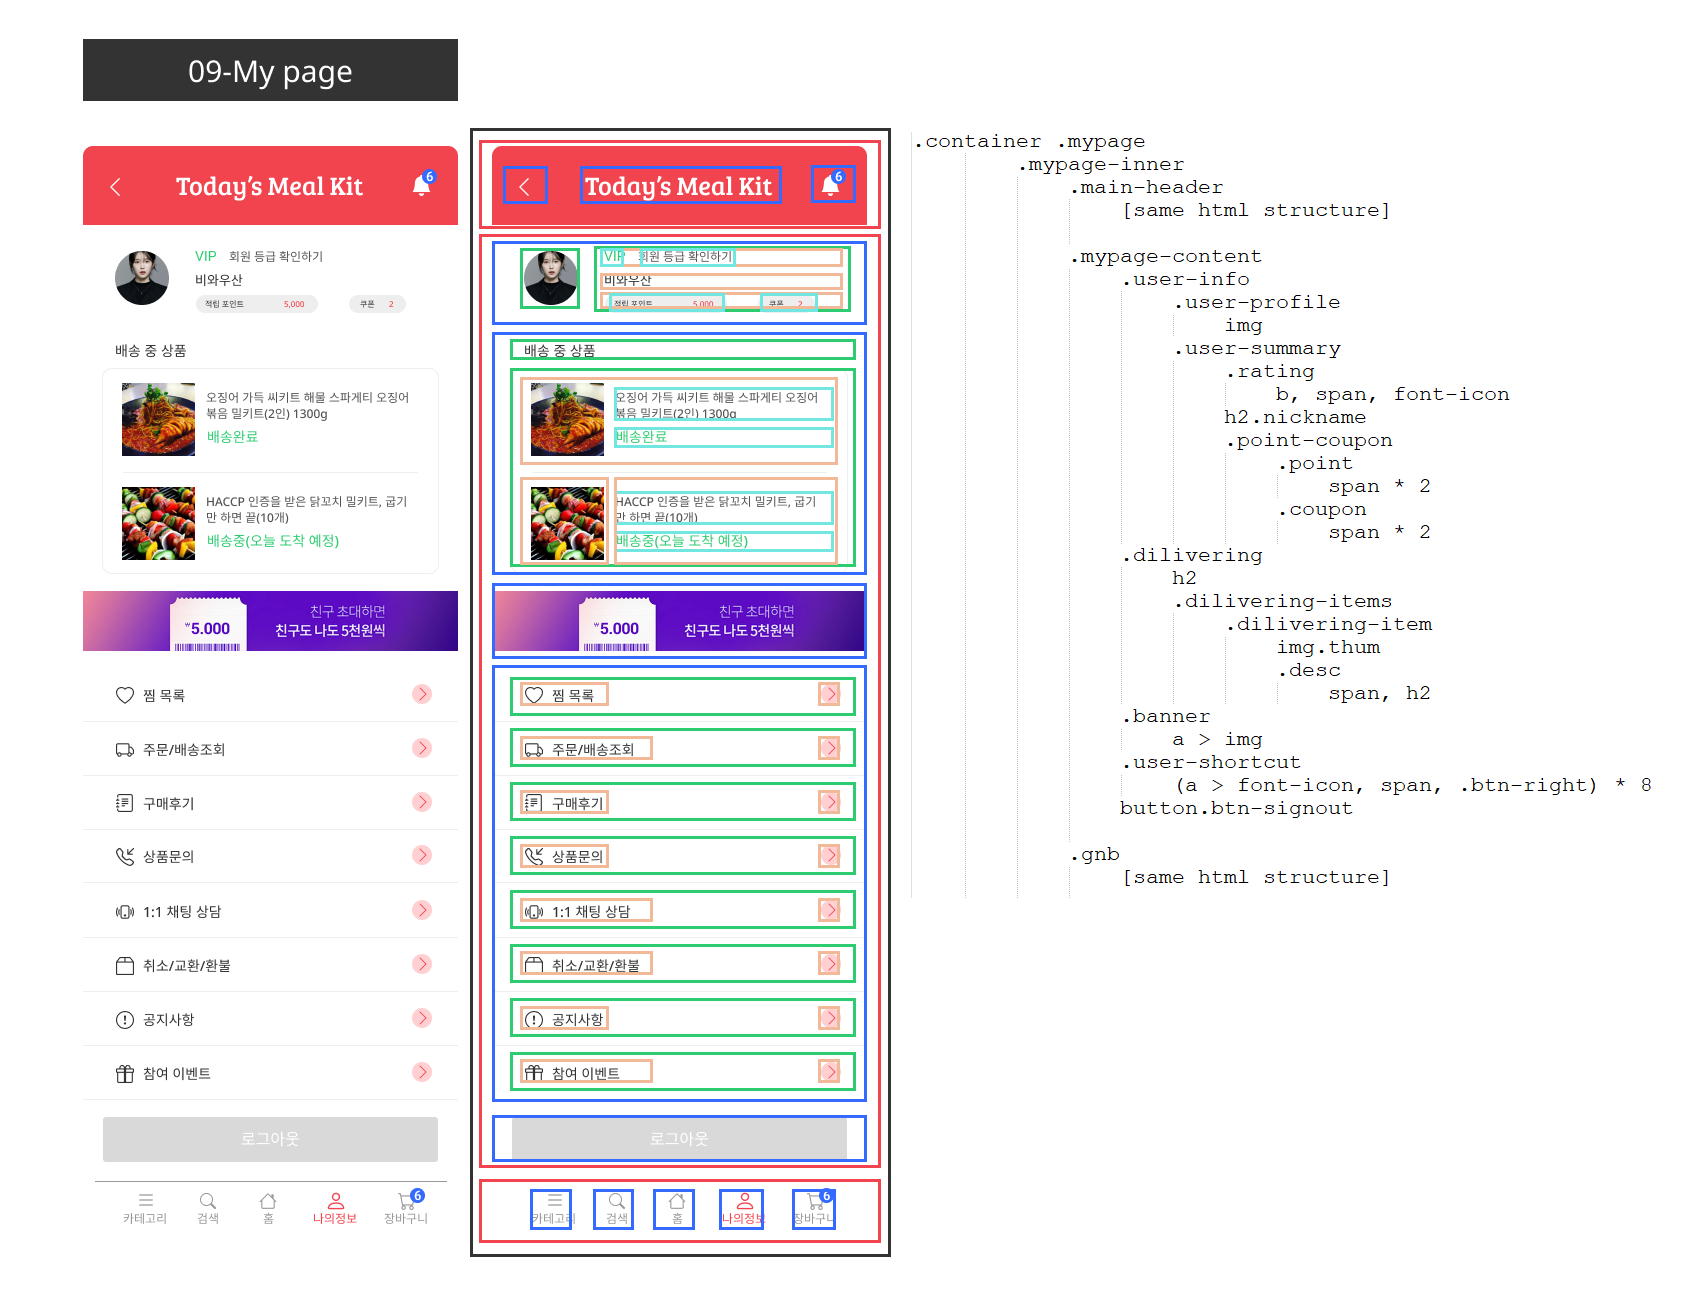 09-My page
Today's Meal Kit
6
VIP 회원 등급 확인하기
비와우산
적립 포인트 5,000 쿠폰 2
배송 중 상품
오징어 가득 씨키트 해물 스파게티 오징어
볶음 밀키트(2인) 1300g
배송완료
HACCP 인증을 받은 닭꼬치 밀키트, 굽기
만 하면 끝(10개)
배송중(오늘 도착 예정)
₩5.000
친구 초대하면
친구도 나도 5천원씩
찜 목록
주문/배송조회
구매후기
상품문의
1:1 채팅 상담
취소/교환/환불
공지사항
참여 이벤트
로그아웃
6
카테고리 검색 홈 나의정보 장바구니
Today's Meal Kit
6
VIP 회원 등급 확인하기
비와우산
적립 포인트 5,000 쿠폰 2
배송 중 상품
오징어 가득 씨키트 해물 스파게티 오징어
볶음 밀키트(2인) 1300g
배송완료
HACCP 인증을 받은 닭꼬치 밀키트, 굽기
만 하면 끝(10개)
배송중(오늘 도착 예정)
₩5.000
친구 초대하면
친구도 나도 5천원씩
찜 목록
주문/배송조회
구매후기
상품문의
1:1 채팅 상담
취소/교환/환불
공지사항
참여 이벤트
로그아웃
6
카테고리 검색 홈 나의정보 장바구니
.container .mypage
.mypage-inner
.main-header
[same html structure]
.mypage-content
.user-info
.user-profile
img
.user-summary
.rating
b, span, font-icon
h2.nickname
.point-coupon
.point
span * 2
.coupon
span * 2
.dilivering
h2
.dilivering-items
.dilivering-item
img.thum
.desc
span, h2
.banner
a > img
.user-shortcut
(a > font-icon, span, .btn-right) * 8
button.btn-signout
.gnb
[same html structure]